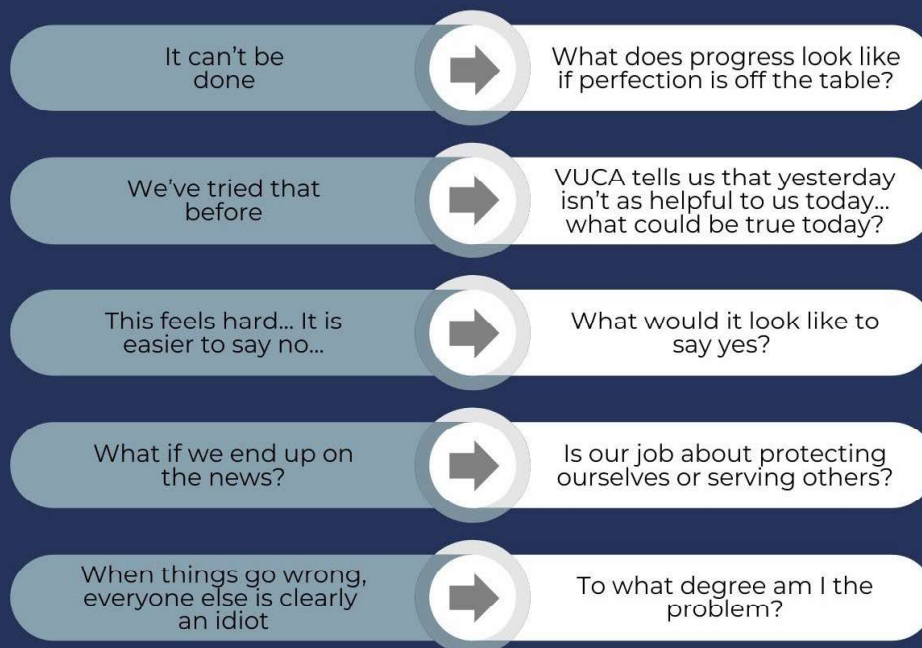 It can’t be
done
What does progress look like
if perfection is off the table?
We’ve tried that
before
VUCA tells us that yesterday
isn’t as helpful to us today...
what could be true today?
This feels hard... It is
easier to say no...
What would it look like to
say yes?
What if we end up on
the news?
Is our job about protecting
ourselves or serving others?
When things go wrong,
everyone else is clearly
an idiot
To what degree am I the
problem?